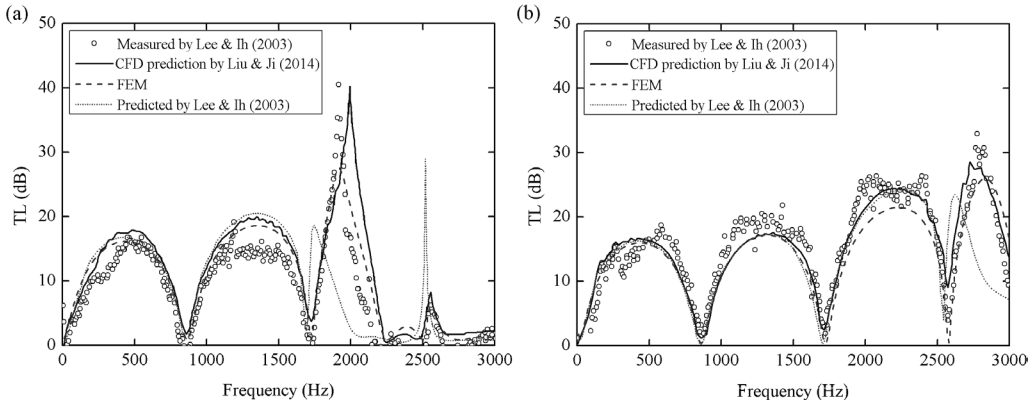 (a)
50
40
30
20
10
0
TL (dB)
Measured by Lee & Ih (2003)
CFD prediction by Liu & Ji (2014)
FEM
Predicted by Lee & Ih (2003)
0 500 1000 1500 2000 2500 3000
Frequency (Hz)
(b)
50
40
30
20
10
0
TL (dB)
Measured by Lee & Ih (2003)
CFD prediction by Liu & Ji (2014)
FEM
Predicted by Lee & Ih (2003)
0 500 1000 1500 2000 2500 3000
Frequency (Hz)